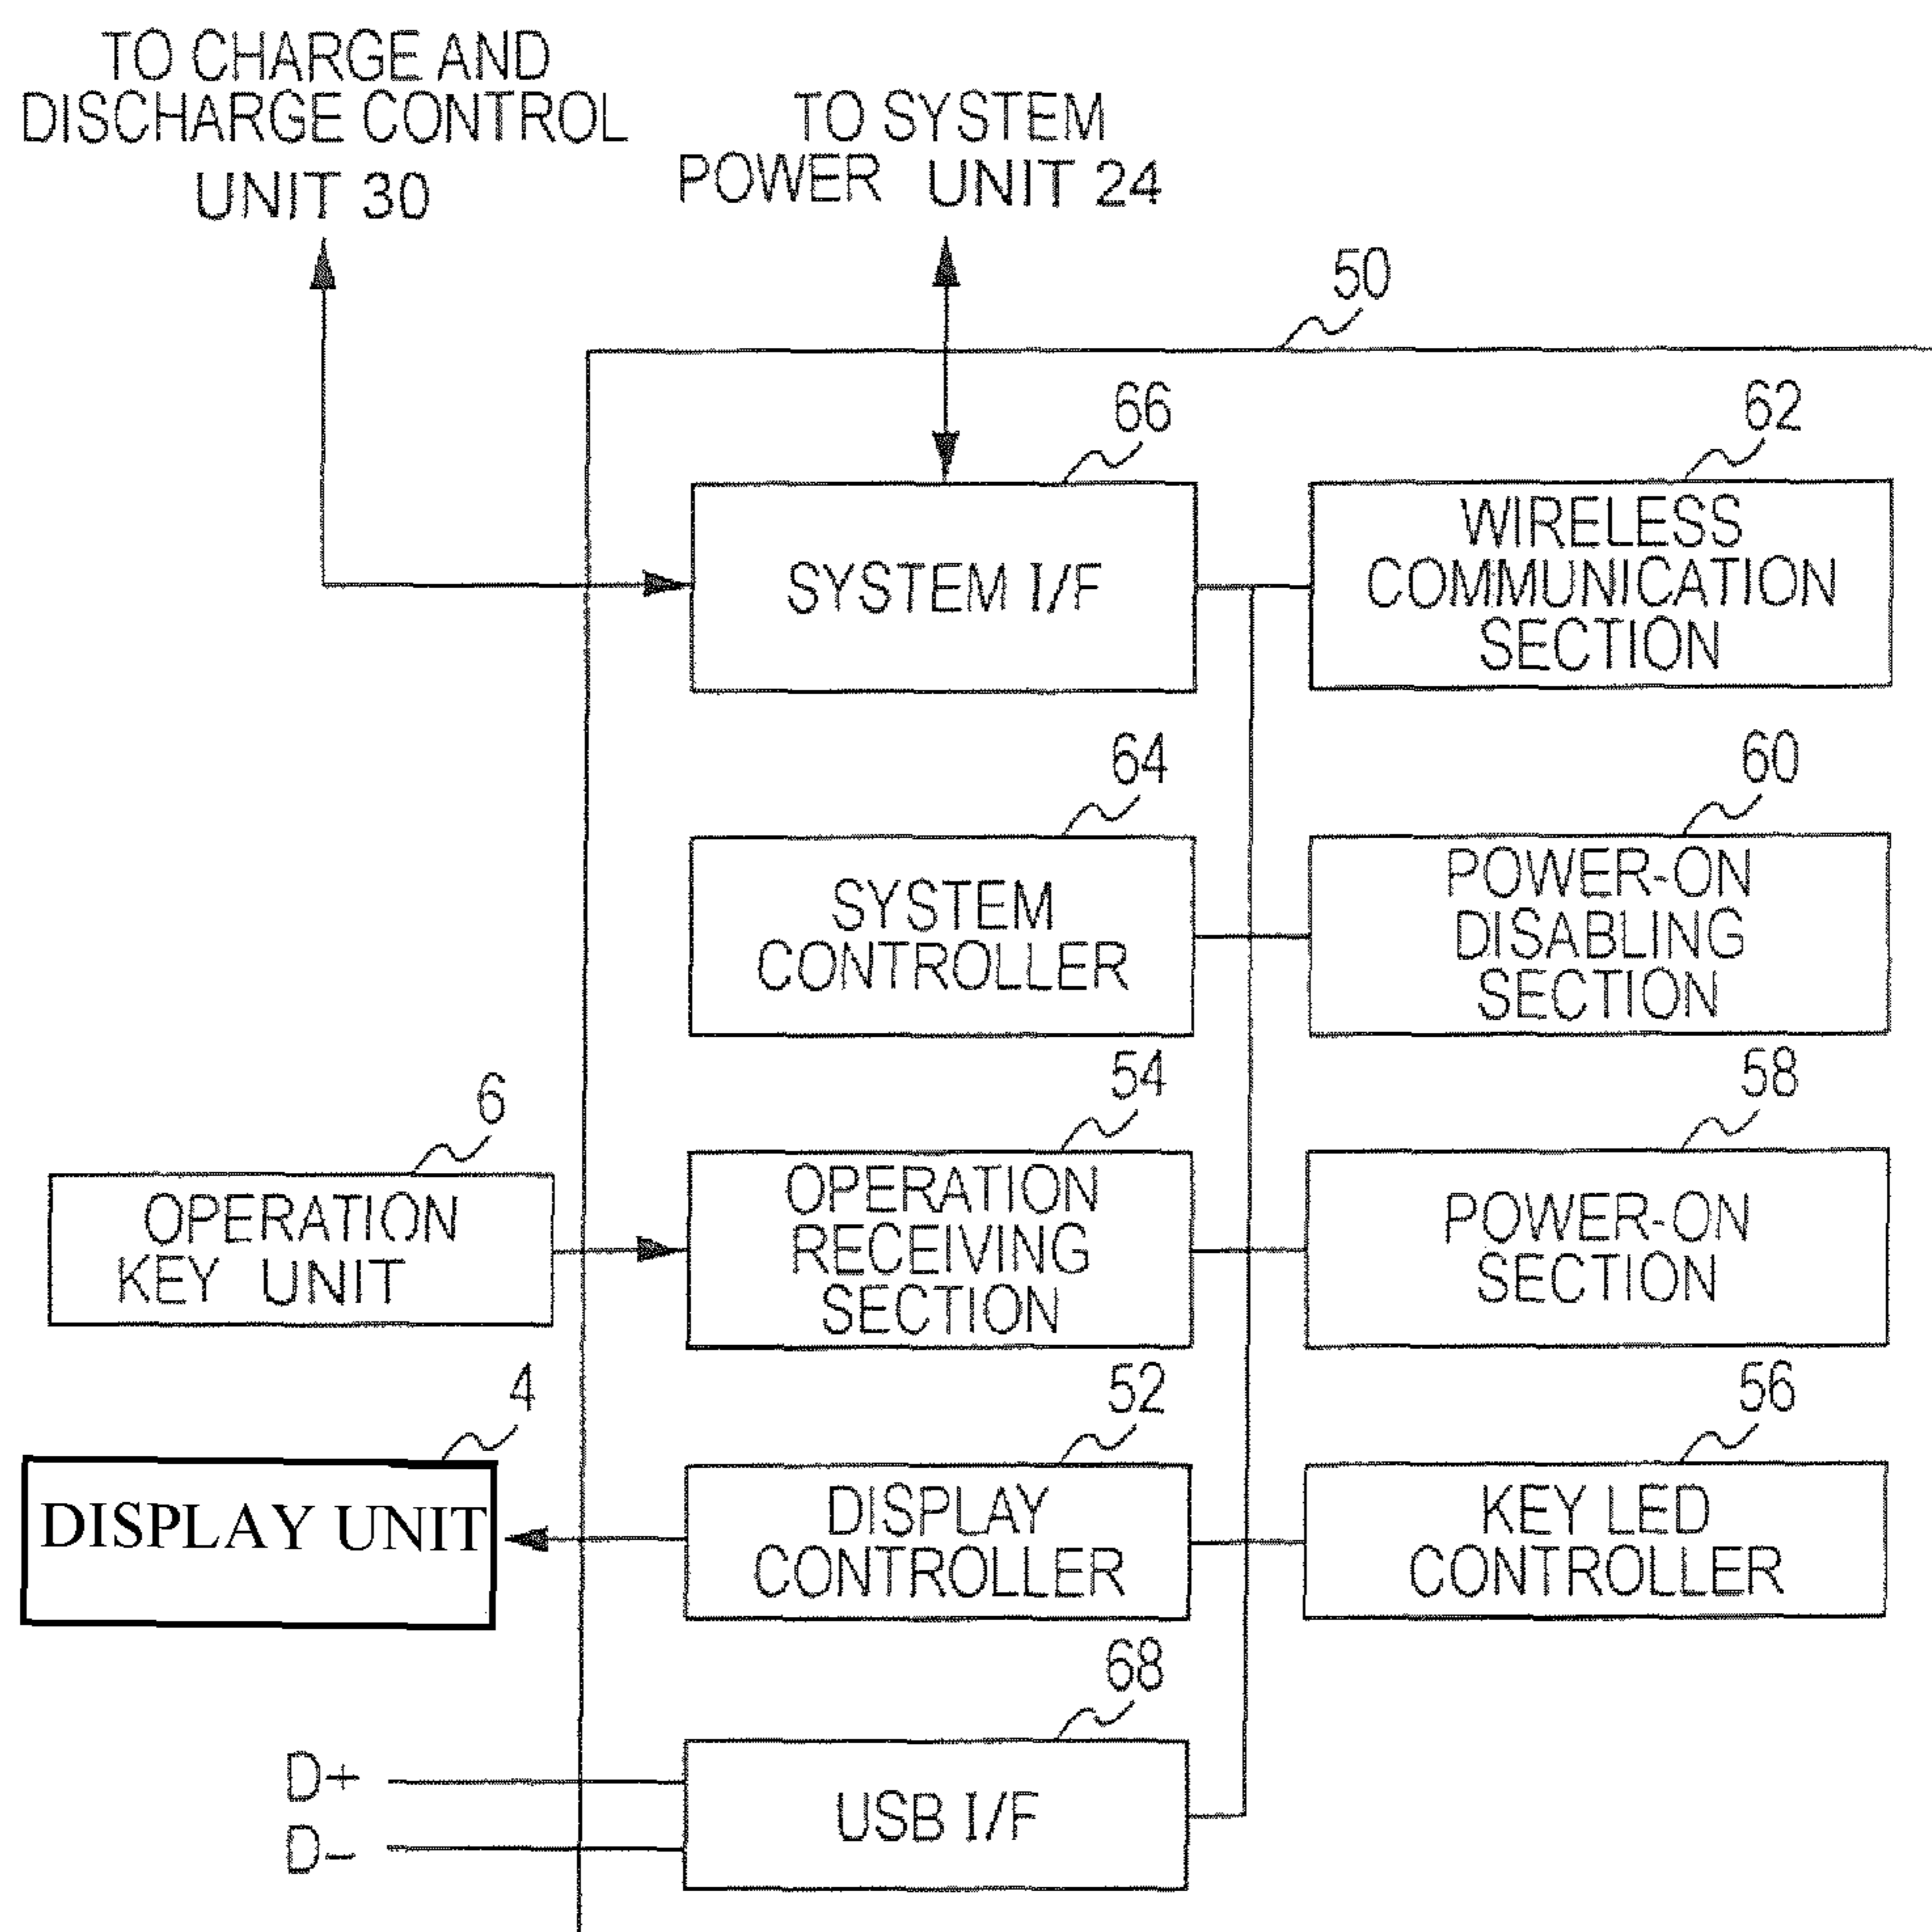 TO CHARGE AND
DISCHARGE CONTROL
UNIT 30
TO SYSTEM
POWER UNIT 24
50
66
SYSTEM I/F
62
WIRELESS
COMMUNICATION
SECTION
64
SYSTEM
CONTROLLER
60
POWER-ON
DISABLING
SECTION
6
OPERATION
KEY UNIT
54
OPERATION
RECEIVING
SECTION
58
POWER-ON
SECTION
4
DISPLAY UNIT
52
DISPLAY
CONTROLLER
56
KEY LED
CONTROLLER
68
D+
D-
USB I/F